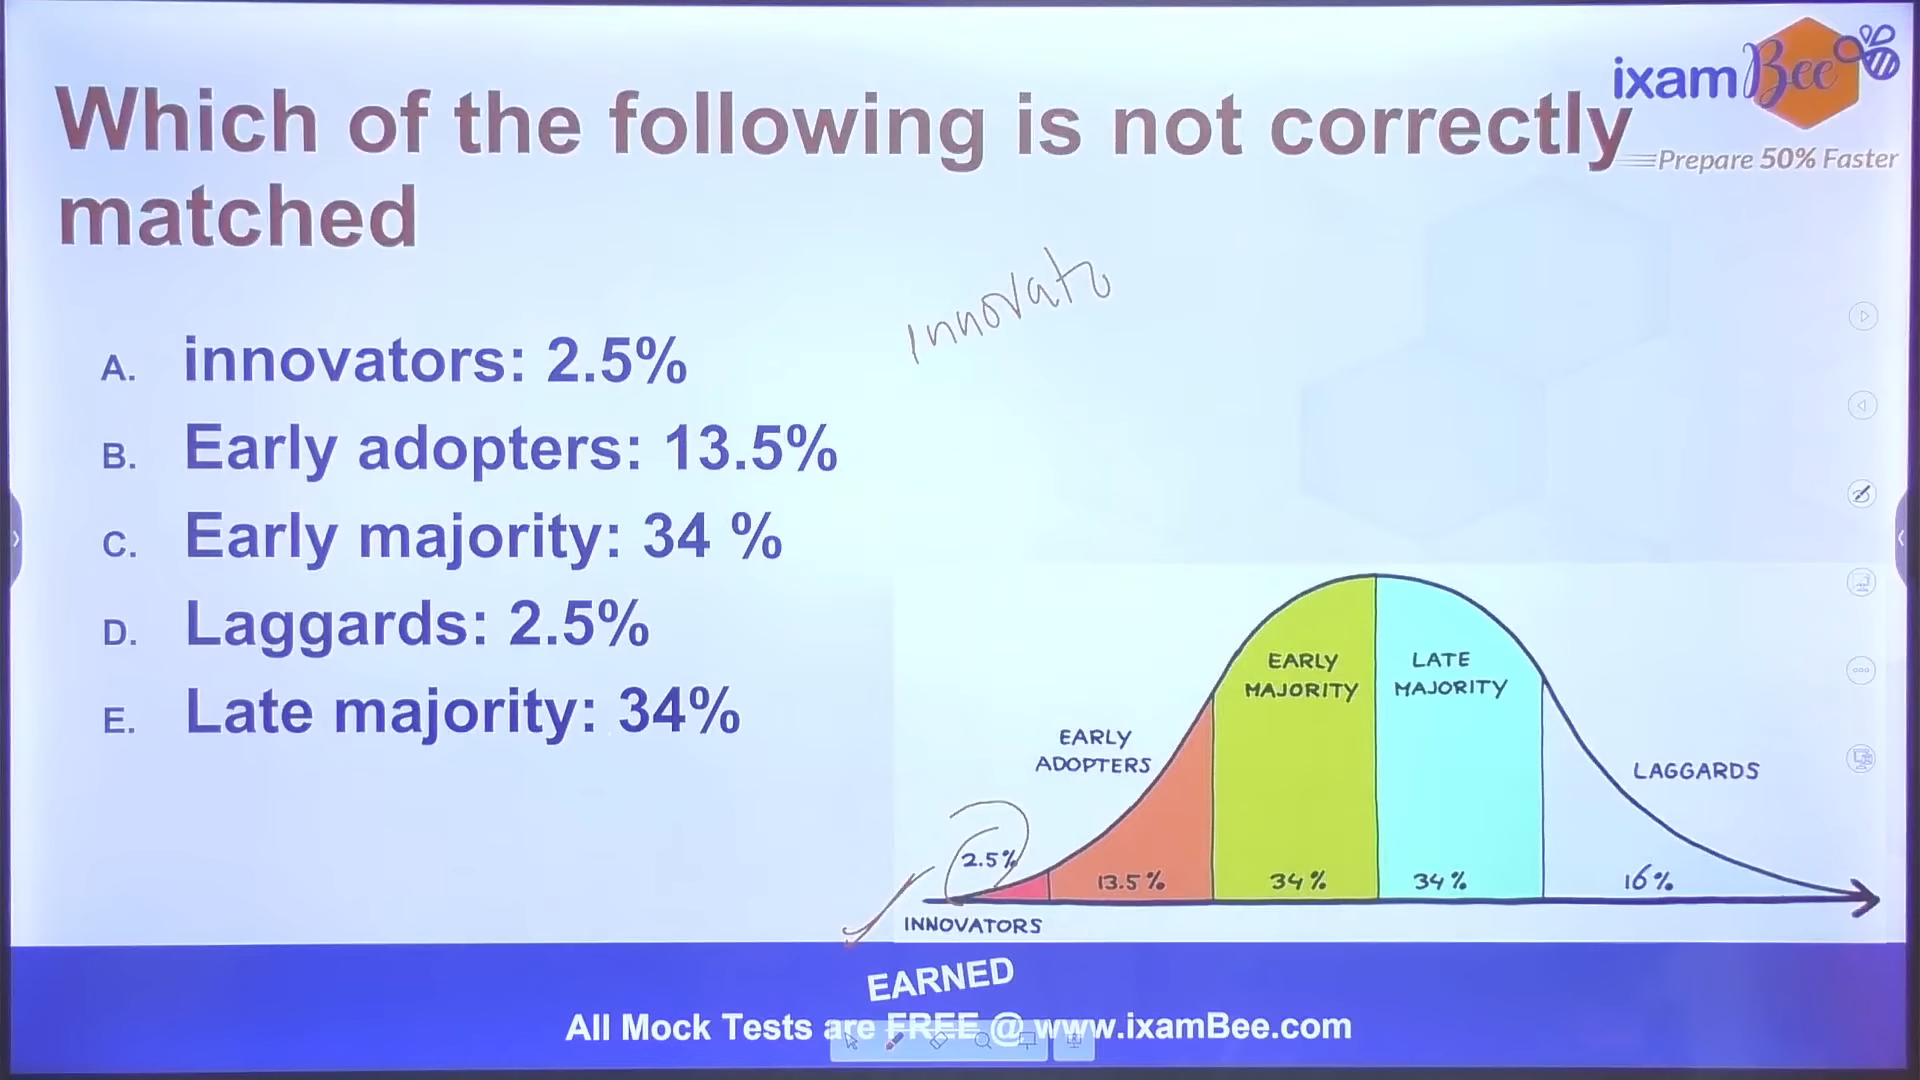 ixamBee
Prepare 50% Faster
Which of the following is not correctly
matched
Innovato
A. innovators: 2.5%
B. Early adopters: 13.5%
C. Early majority: 34 %
D. Laggards: 2.5%
E. Late majority: 34%
EARLY
MAJORITY
LATE
MAJORITY
EARLY
ADOPTERS
LAGGARDS
2.5%
13.5%
34%
34%
16%
INNOVATORS
EARNED
All Mock Tests are FREE @ www.ixamBee.com